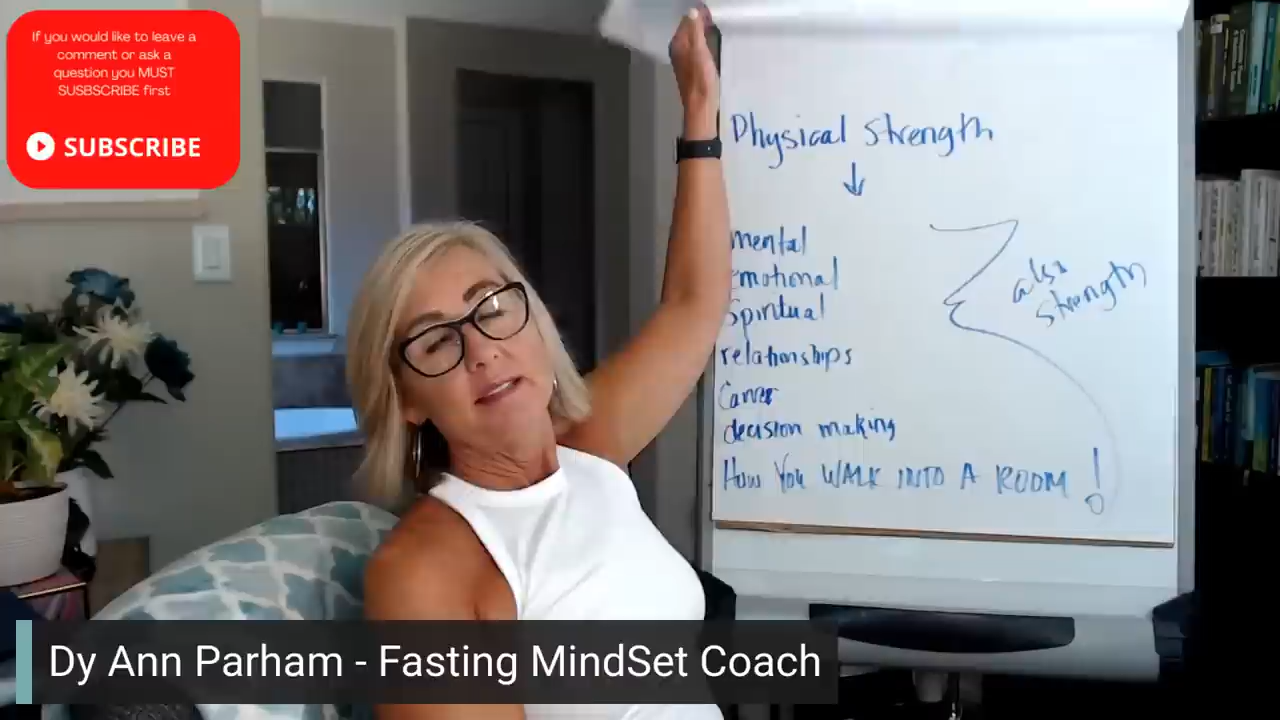 If you would like to leave a
comment or ask a
question you MUST
SUSBSCRIBE first
SUBSCRIBE
Physical Strength
mental
emotional
Spiritual
also
strength
relationships
Career
decision making
HOW YOU WALK INTO A ROOM!
Dy Ann Parham - Fasting MindSet Coach